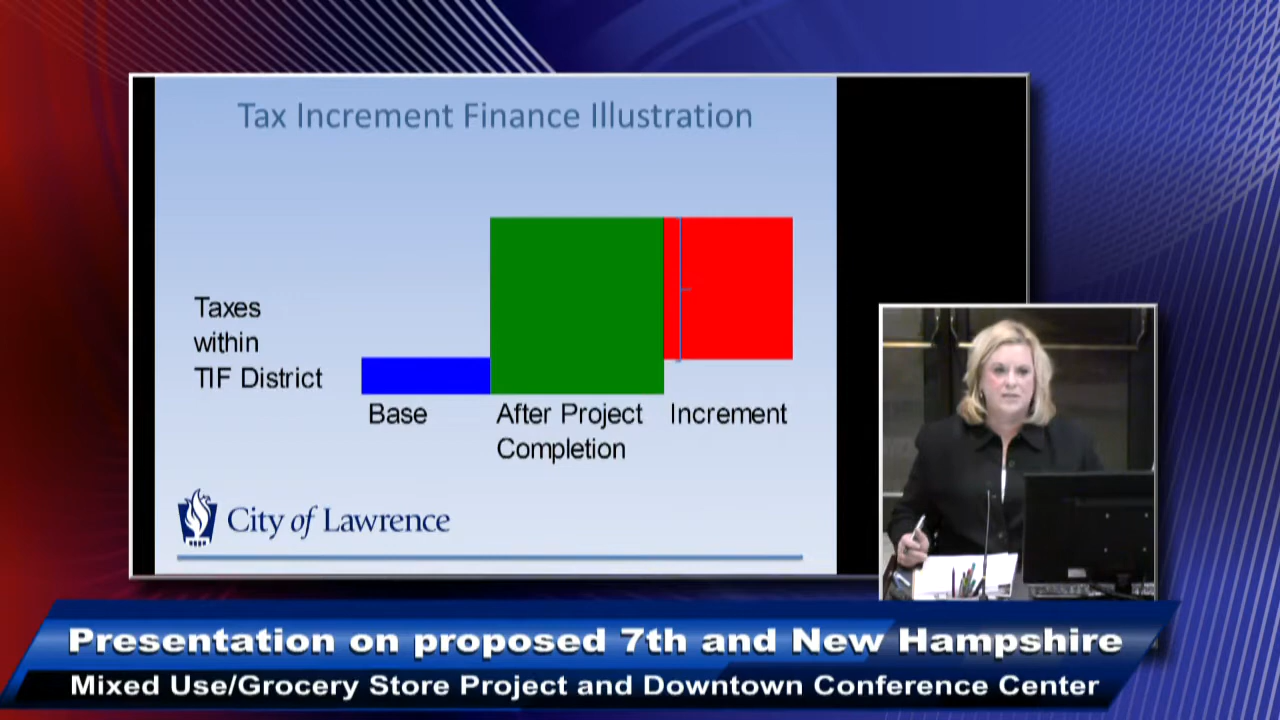 Tax Increment Finance Illustration
Taxes
within
TIF District
Base
After Project
Completion
Increment
City of Lawrence
Presentation on proposed 7th and New Hampshire
Mixed Use/Grocery Store Project and Downtown Conference Center